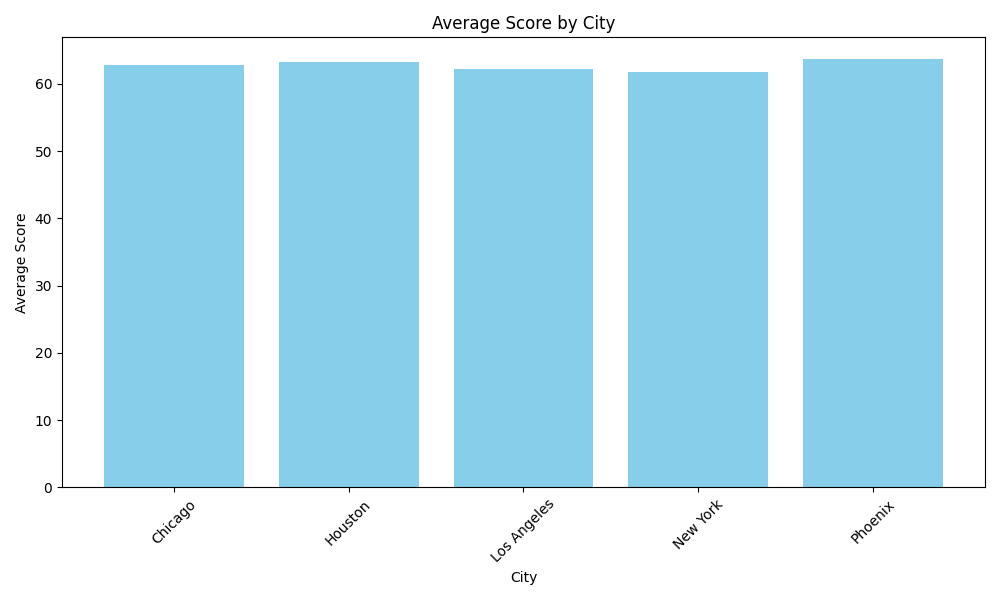 Average Score by City
Average Score
60
50
40
30
20
10
0
Chicago
Houston
Los Angeles
New York
Phoenix
City